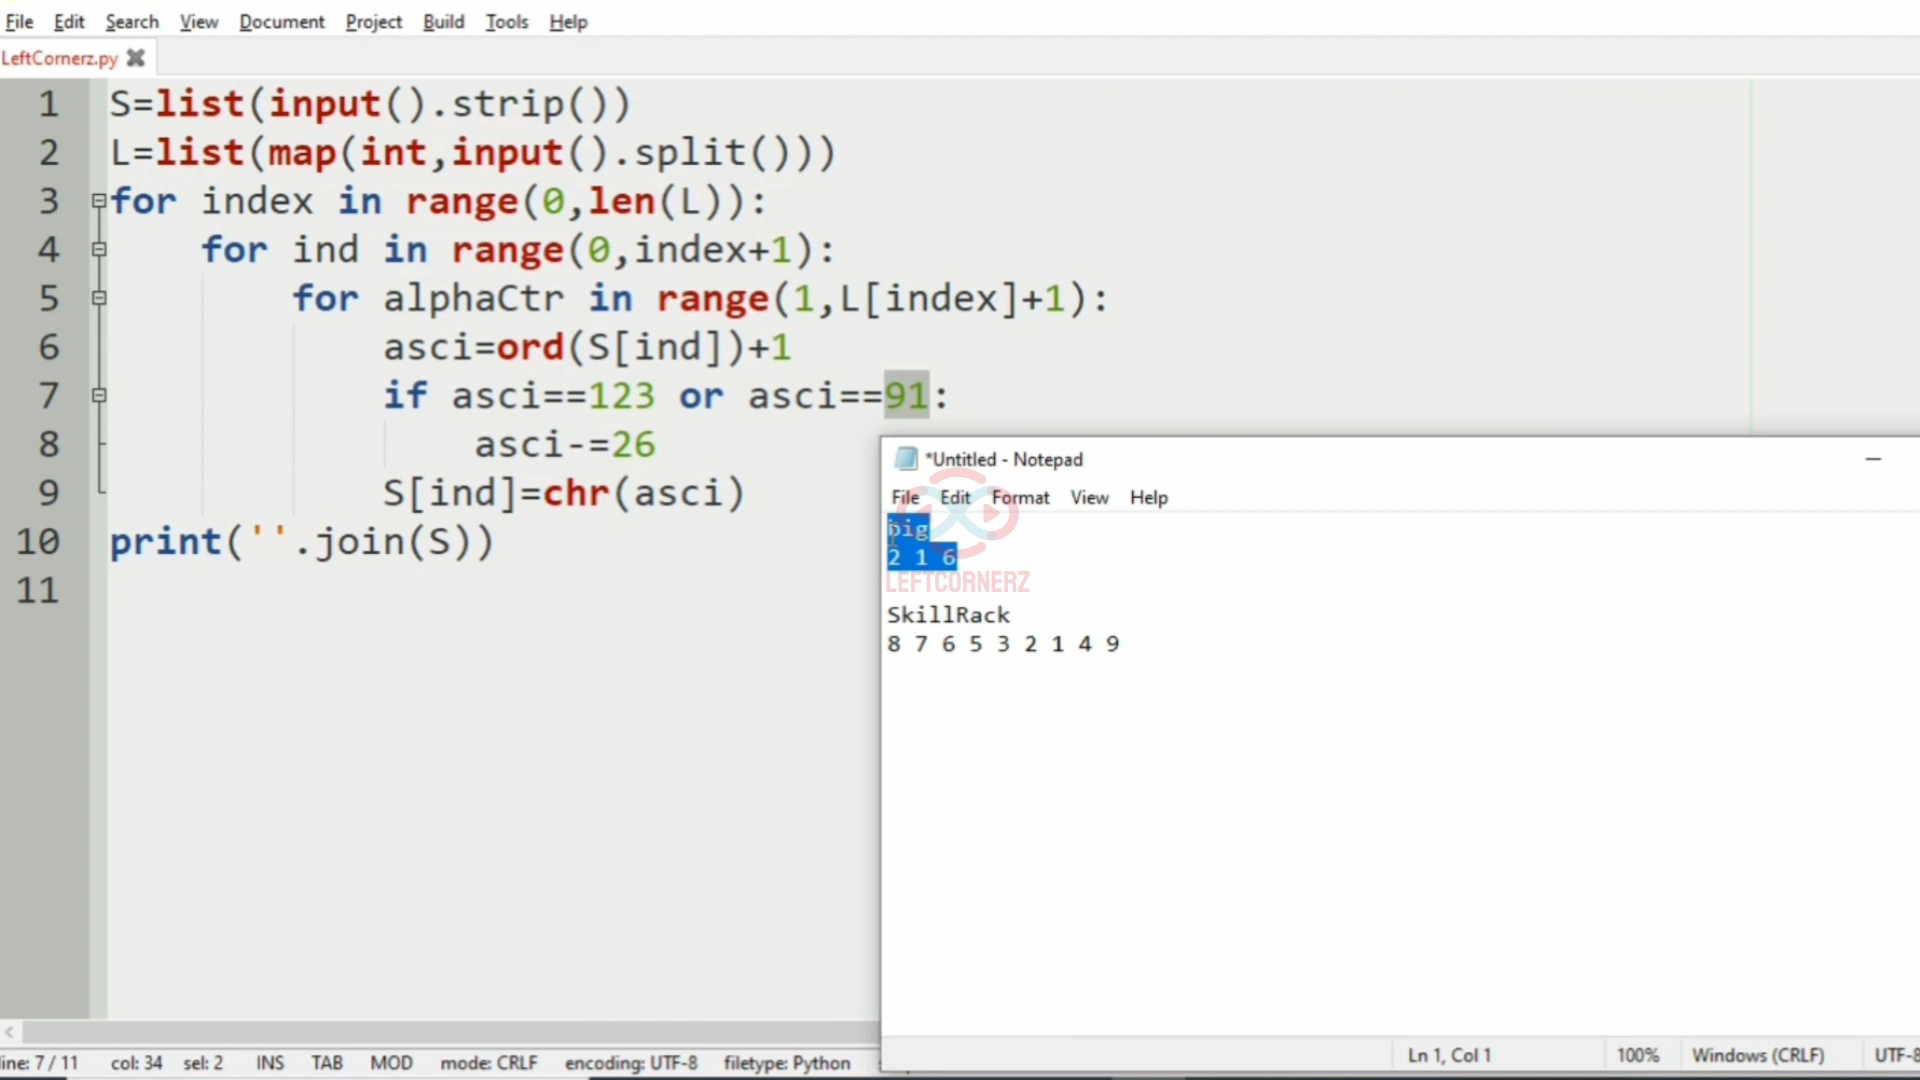 File Edit Search View Document Project Build Tools Help
LeftCornerz.py
1 S=list(input().strip())
2 L=list(map(int,input().split()))
3 for index in range(0,len(L)):
4 for ind in range(0,index+1):
5 for alphaCtr in range(1,L[index]+1):
6 asci=ord(S[ind])+1
7 if asci==123 or asci==91:
8 asci-=26
9 S[ind]=chr(asci)
10 print(''.join(S))
11
*Untitled - Notepad
File Edit Format View Help
pig
2 1 6
LEFTCORNERZ
SkillRack
8 7 6 5 3 2 1 4 9
Ln 1, Col 1 100% Windows (CRLF) UTF-8
line: 7 / 11 col: 34 sel: 2 INS TAB MOD mode: CRLF encoding: UTF-8 filetype: Python